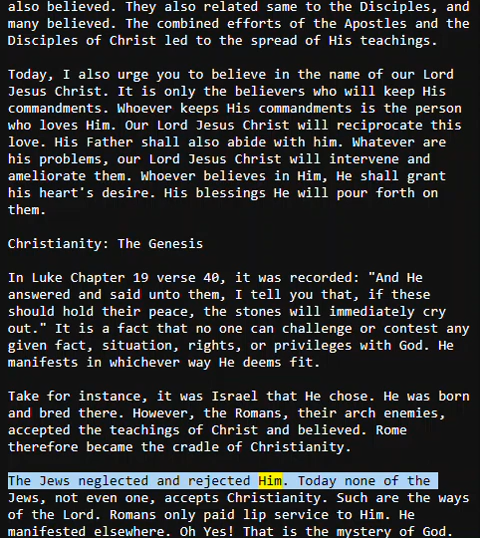 also believed. They also related same to the Disciples, and
many believed. The combined efforts of the Apostles and the
Disciples of Christ led to the spread of His teachings.
Today, I also urge you to believe in the name of our Lord
Jesus Christ. It is only the believers who will keep His
commandments. Whoever keeps His commandments is the person
who loves Him. Our Lord Jesus Christ will reciprocate this
love. His Father shall also abide with him. Whatever are
his problems, our Lord Jesus Christ will intervene and
ameliorate them. Whoever believes in Him, He shall grant
his heart's desire. His blessings He will pour forth on
them.
Christianity: The Genesis
In Luke Chapter 19 verse 40, it was recorded: "And He
answered and said unto them, I tell you that, if these
should hold their peace, the stones will immediately cry
out." It is a fact that no one can challenge or contest any
given fact, situation, rights, or privileges with God. He
manifests in whichever way He deems fit.
Take for instance, it was Israel that He chose. He was born
and bred there. However, the Romans, their arch enemies,
accepted the teachings of Christ and believed. Rome
therefore became the cradle of Christianity.
The Jews neglected and rejected Him. Today none of the
Jews, not even one, accepts Christianity. Such are the ways
of the Lord. Romans only paid lip service to Him. He
manifested elsewhere. Oh Yes! That is the mystery of God.